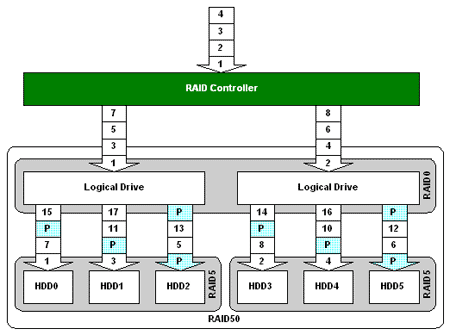 4
3
2
1
RAID Controller
7 8
5 6
3 4
1 2
Logical Drive Logical Drive
RAID0
15 17 P 14 16 P
P 11 13 P 10 12
7 P 5 8 P 6
1 3 P 2 4 P
HDD0 HDD1 HDD2 RAID5 HDD3 HDD4 HDD5 RAID5
RAID50